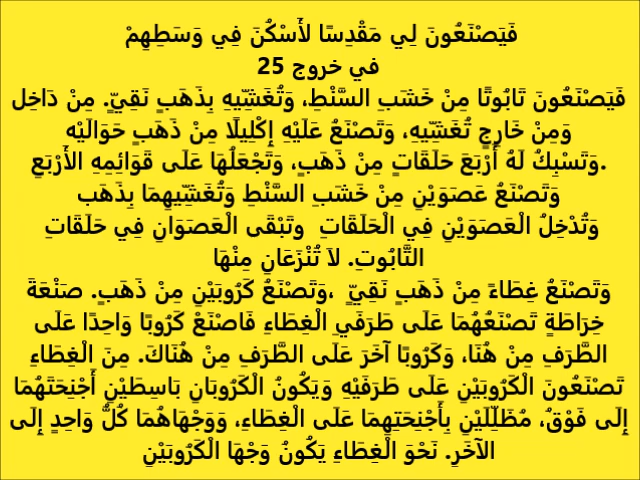 فَيَصْنَعُونَ لِي مَقْدِسًا لأَسْكُنَ فِي وَسَطِهِمْ
في خروج 25
فَيَصْنَعُونَ تَابُوتًا مِنْ خَشَبِ السَّنْطِ، وَتُغَشِّيهِ بِذَهَبٍ نَقِيٍّ. مِنْ دَاخِل
وَمِنْ خَارِجٍ تُغَشِّيهِ، وَتَصْنَعُ عَلَيْهِ إِكْلِيلًا مِنْ ذَهَبٍ حَوَالَيْهِ
.وَتَسْبِكُ لَهُ أَرْبَعَ حَلَقَاتٍ مِنْ ذَهَبٍ، وَتَجْعَلُهَا عَلَى قَوَائِمِهِ الأَرْبَعِ
وَتَصْنَعُ عَصَوَيْنِ مِنْ خَشَبِ السَّنْطِ وَتُغَشِّيهِمَا بِذَهَب
وَتُدْخِلُ الْعَصَوَيْنِ فِي الْحَلَقَاتِ وتَبْقَى الْعَصَوَانِ فِي حَلَقَاتِ
التَّابُوتِ. لاَ تُنْزَعَانِ مِنْهَا
وَتَصْنَعُ غِطَاءً مِنْ ذَهَبٍ نَقِيٍّ ،وَتَصْنَعُ كَرُوبَيْنِ مِنْ ذَهَبٍ. صَنْعَةَ
خِرَاطَةٍ تَصْنَعُهُمَا عَلَى طَرَفَيِ الْغِطَاءِ فَاصْنَعْ كَرُوبًا وَاحِدًا عَلَى
الطَّرَفِ مِنْ هُنَا، وَكَرُوبًا آخَرَ عَلَى الطَّرَفِ مِنْ هُنَاكَ. مِنَ الْغِطَاءِ
تَصْنَعُونَ الْكَرُوبَيْنِ عَلَى طَرَفَيْهِ وَيَكُونُ الْكَرُوبَانِ بَاسِطَيْنِ أَجْنِحَتَهُمَا
إِلَى فَوْقُ، مُظَلِّلَيْنِ بِأَجْنِحَتِهِمَا عَلَى الْغِطَاءِ، وَوَجْهَاهُمَا كُلُّ وَاحِدٍ إِلَى
الآخَرِ. نَحْوَ الْغِطَاءِ يَكُونُ وَجْهَا الْكَرُوبَيْنِ